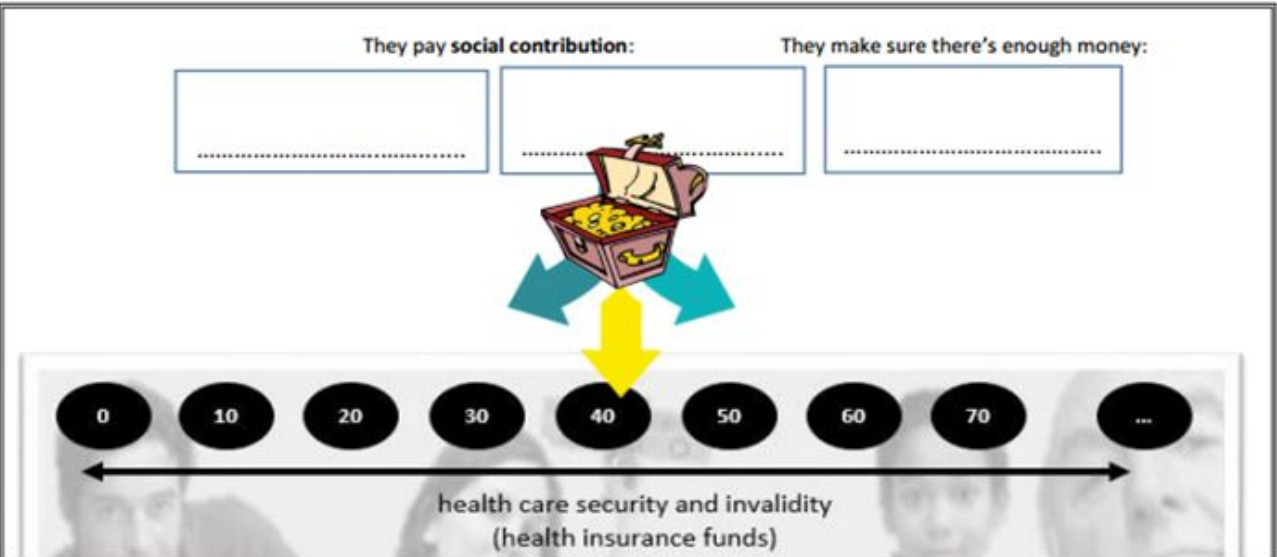 They pay social contribution: They make sure there's enough money:
...............................................
...............................................
...............................................
0 10 20 30 40 50 60 70 ...
health care security and invalidity
(health insurance funds)